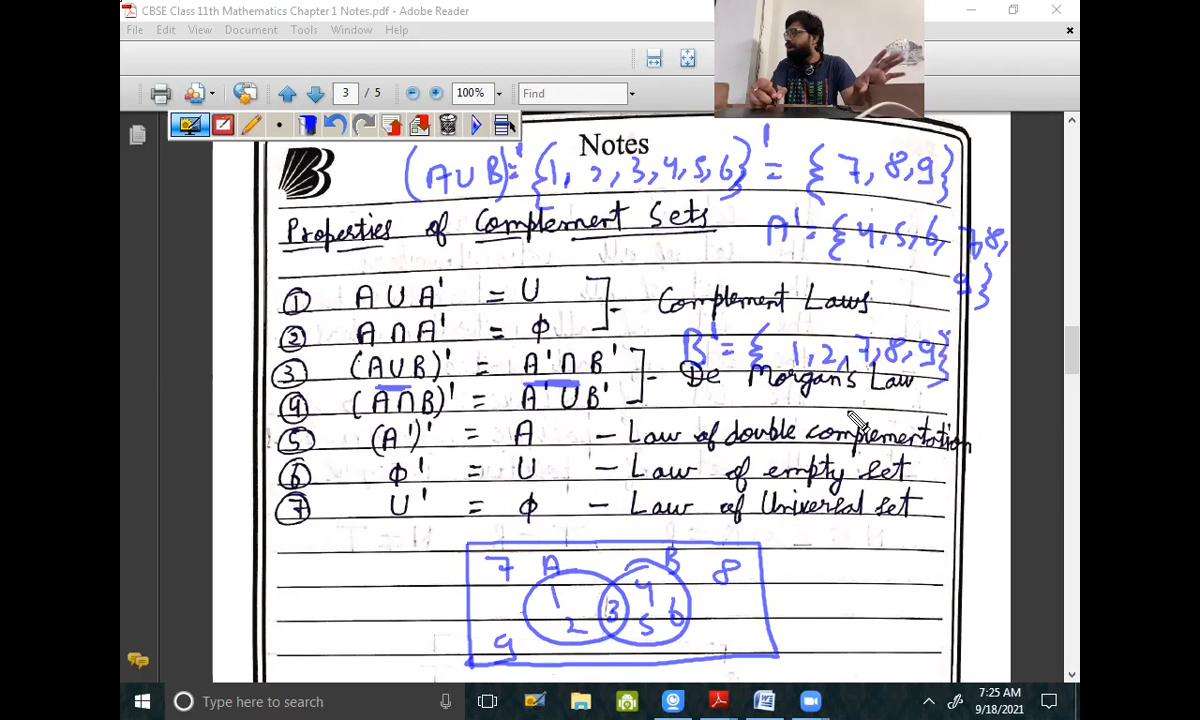 CBSE Class 11th Mathematics Chapter 1 Notes.pdf - Adobe Reader
File Edit View Document Tools Window Help
3 / 5 100% Find
Notes
(A∪B)' = {1, 2, 3, 4, 5, 6}' = {7, 8, 9}
Properties of Complement Sets
A' = {4, 5, 6, 7, 8, 9}
① A ∪ A' = U
② A ∩ A' = ϕ
- Complement Laws
B' = {1, 2, 7, 8, 9}
③ (A∪B)' = A'∩B'
④ (A∩B)' = A'∪B'
- De Morgan's Law
⑤ (A')' = A - Law of double complementation
⑥ ϕ' = U - Law of empty set
⑦ U' = ϕ - Law of Universal set
7 A B 8
1 4
2 3 5 6
9
Type here to search
7:25 AM
9/18/2021